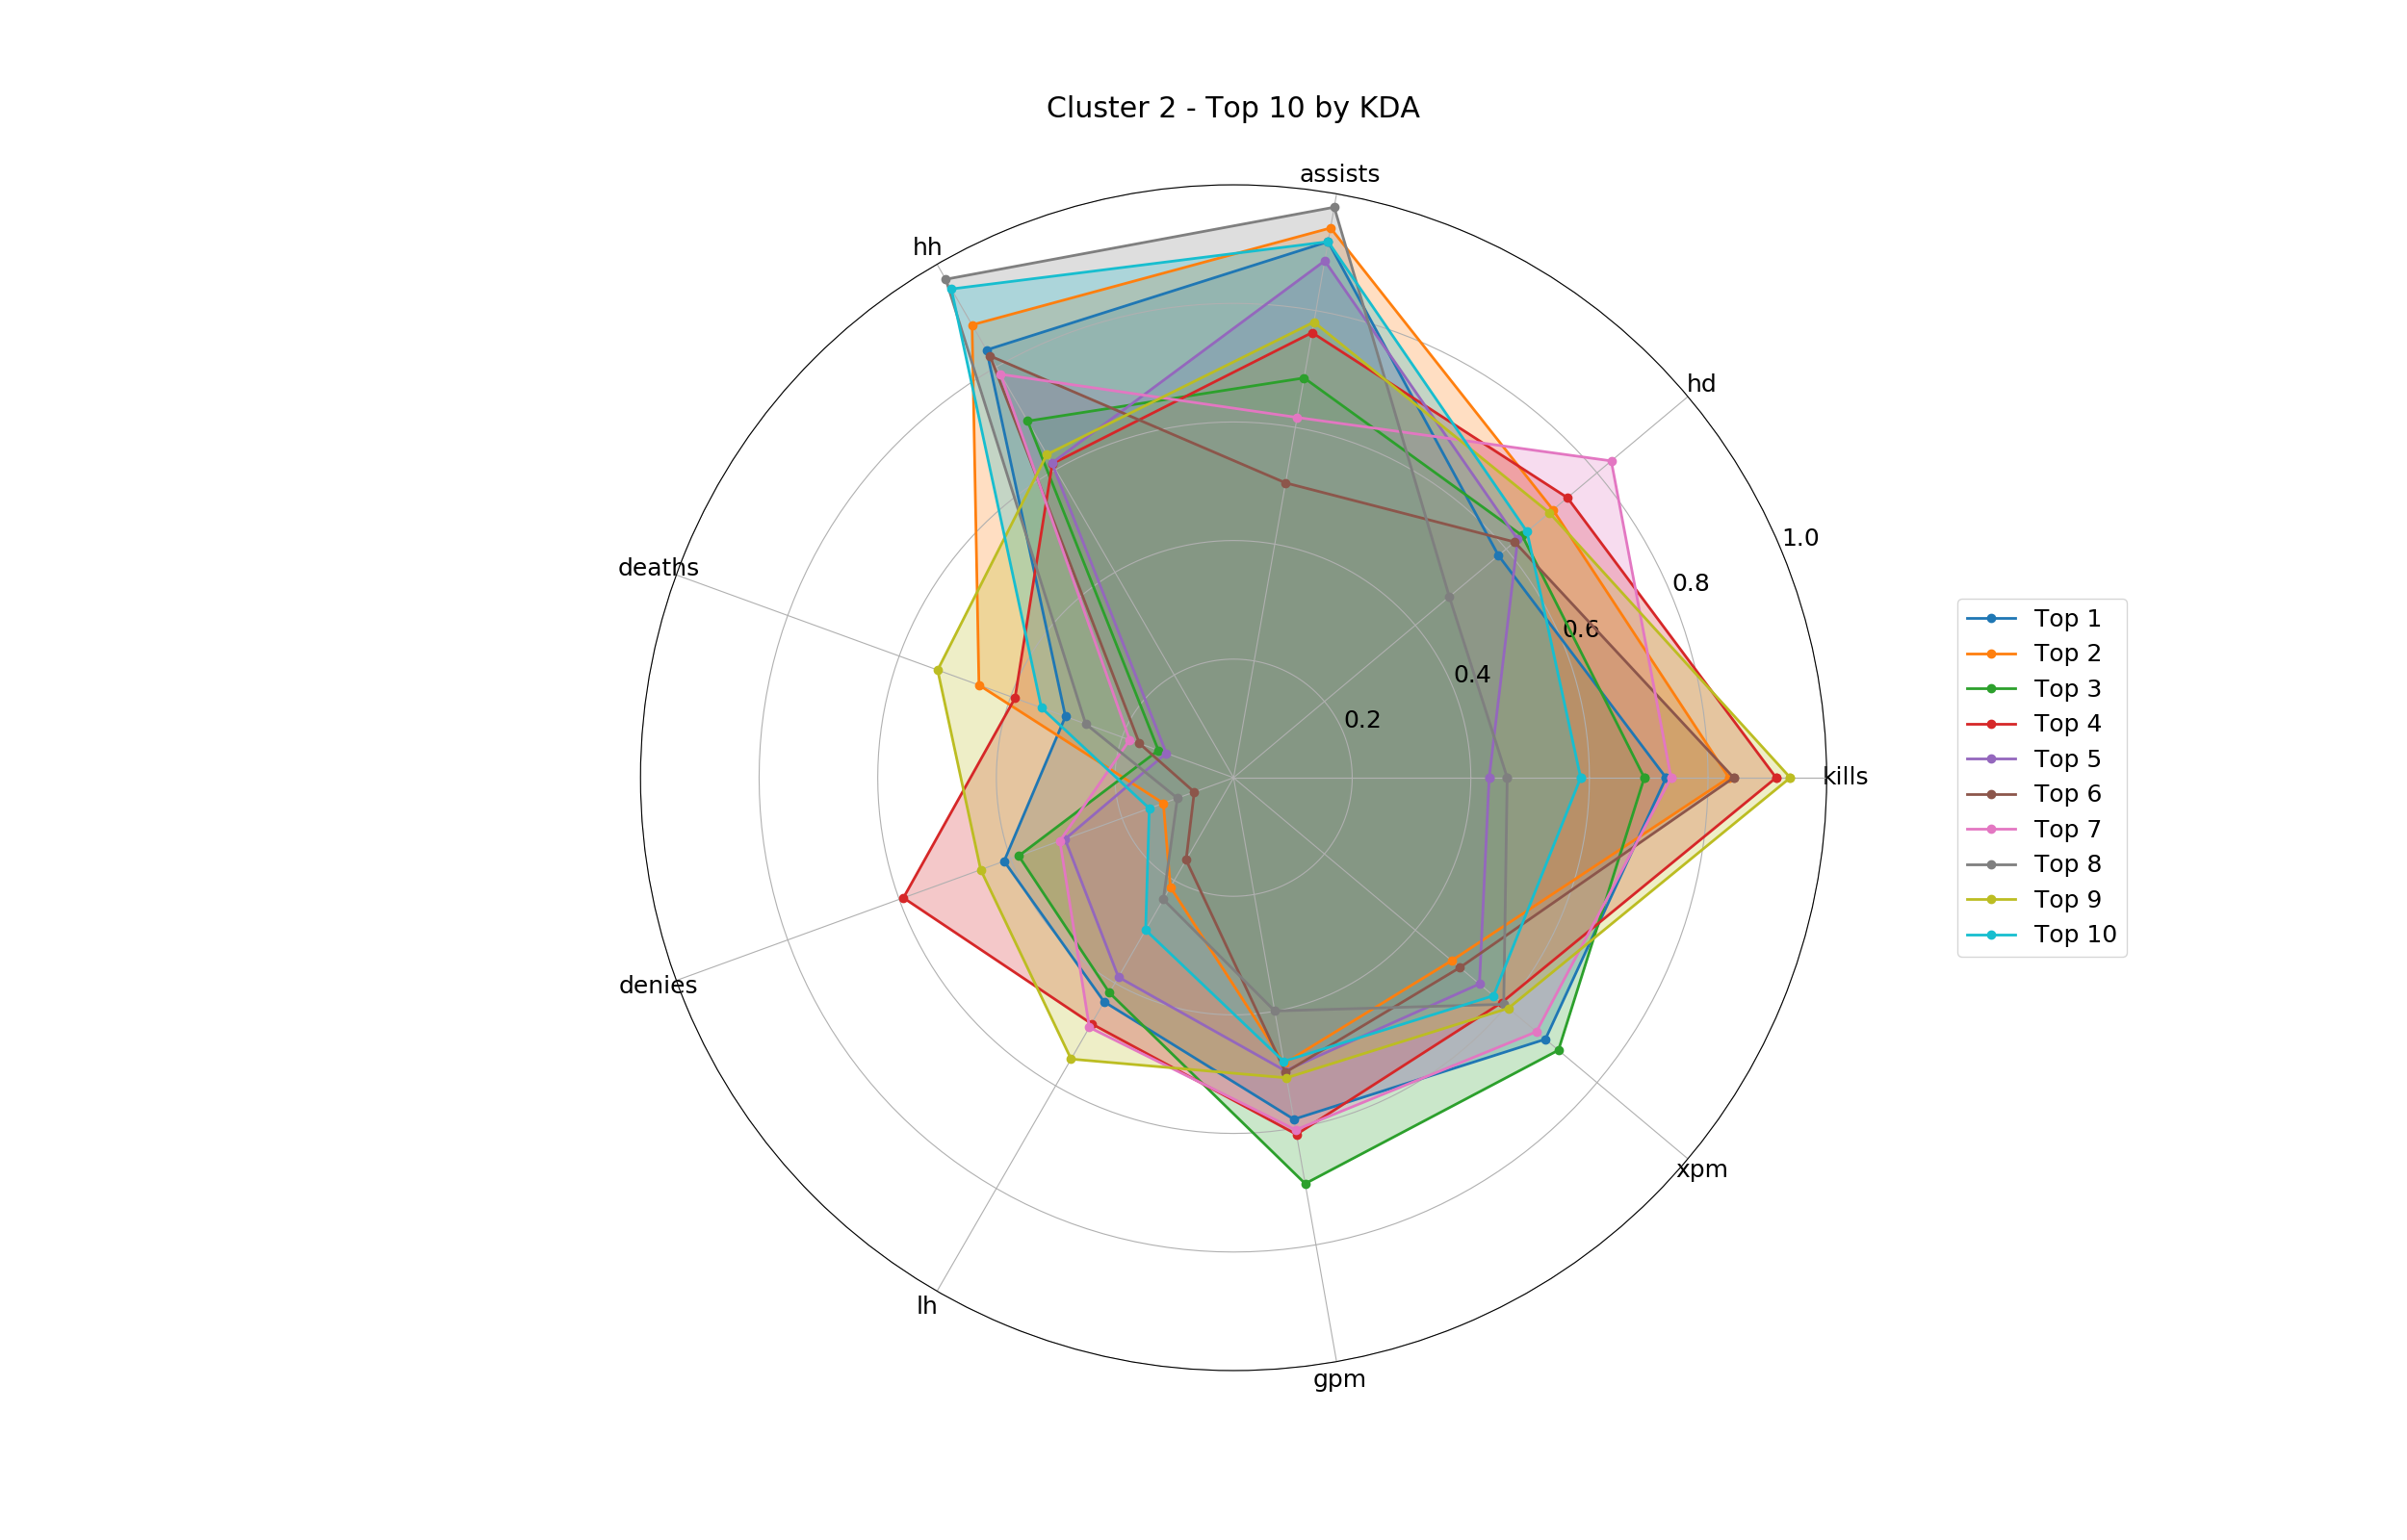 Cluster 2 - Top 10 by KDA
assists
hh
hd
1.0
deaths
0.8
0.6
0.4
0.2
kills
denies
xpm
lh
gpm
Top 1
Top 2
Top 3
Top 4
Top 5
Top 6
Top 7
Top 8
Top 9
Top 10